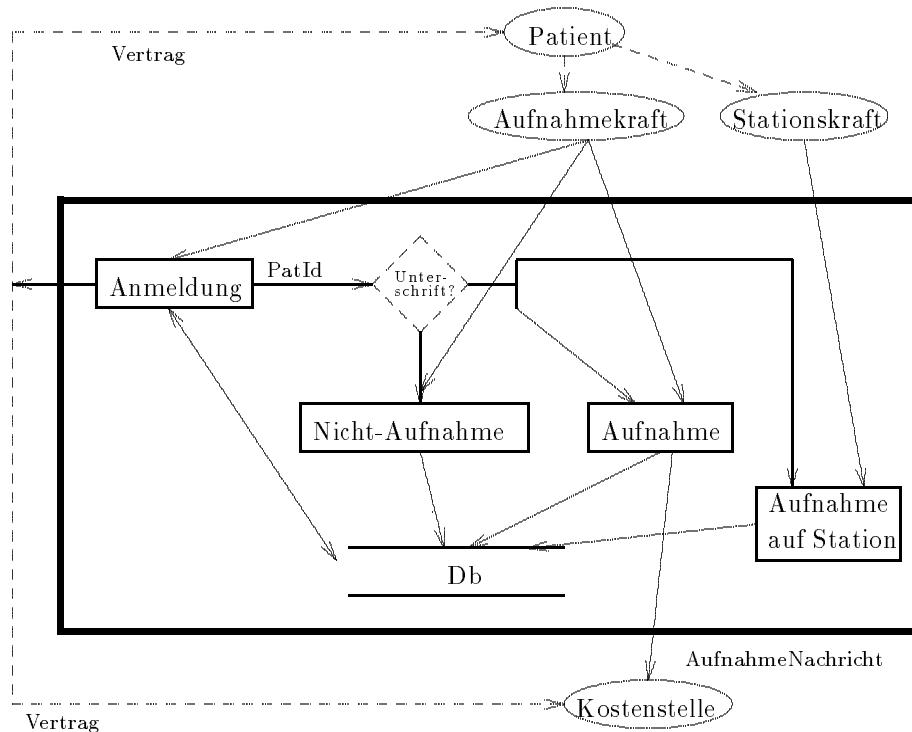 Patient
Vertrag
Aufnahmekraft
Stationskraft
PatId
Unter-
schrift?
Anmeldung
Nicht-Aufnahme
Aufnahme
Aufnahme
auf Station
Db
AufnahmeNachricht
Kostenstelle
Vertrag